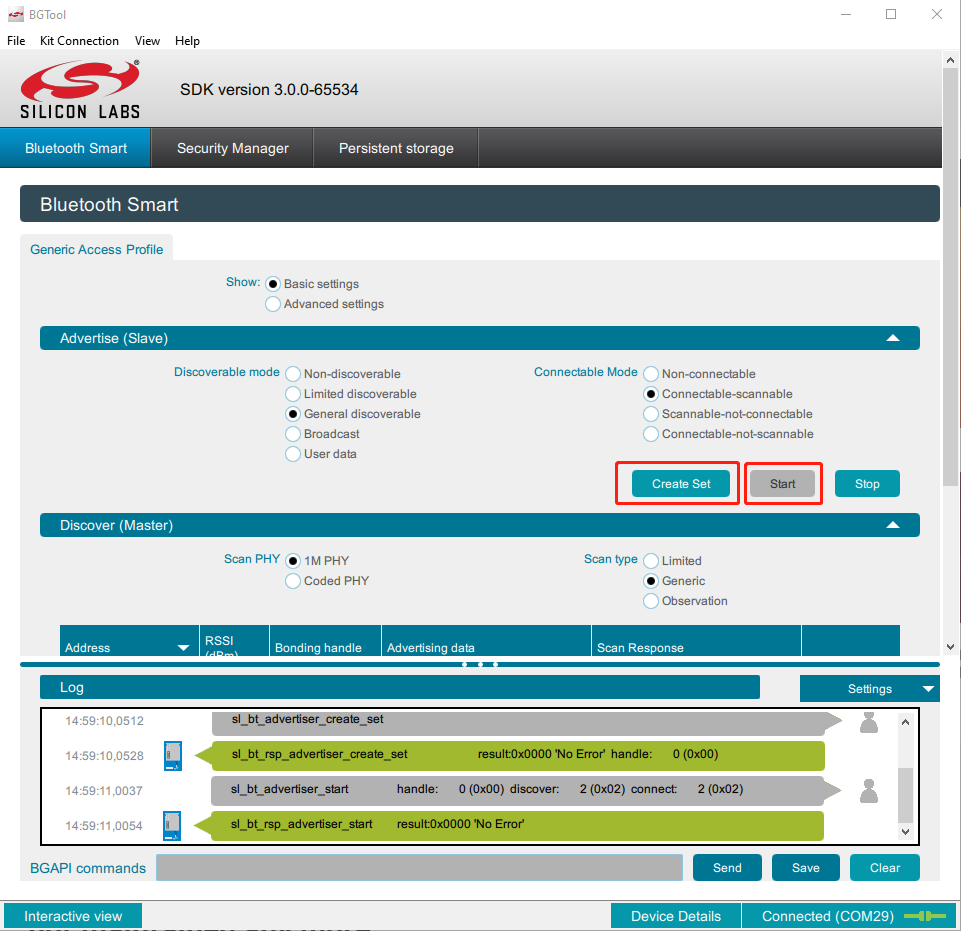 BGTool
File Kit Connection View Help
SILICON LABS
SDK version 3.0.0-65534
Bluetooth Smart Security Manager Persistent storage
Bluetooth Smart
Generic Access Profile
Show: Basic settings
Advanced settings
Advertise (Slave)
Discoverable mode Non-discoverable Connectable Mode Non-connectable
Limited discoverable Connectable-scannable
General discoverable Scannable-not-connectable
Broadcast Connectable-not-scannable
User data
Create Set Start Stop
Discover (Master)
Scan PHY 1M PHY Scan type Limited
Coded PHY Generic
Observation
Address RSSI (dBm) Bonding handle Advertising data Scan Response
Log Settings
14:59:10,0512 sl_bt_advertiser_create_set
14:59:10,0528 sl_bt_rsp_advertiser_create_set result:0x0000 'No Error' handle: 0 (0x00)
14:59:11,0037 sl_bt_advertiser_start handle: 0 (0x00) discover: 2 (0x02) connect: 2 (0x02)
14:59:11,0054 sl_bt_rsp_advertiser_start result:0x0000 'No Error'
BGAPI commands Send Save Clear
Interactive view Device Details Connected (COM29)